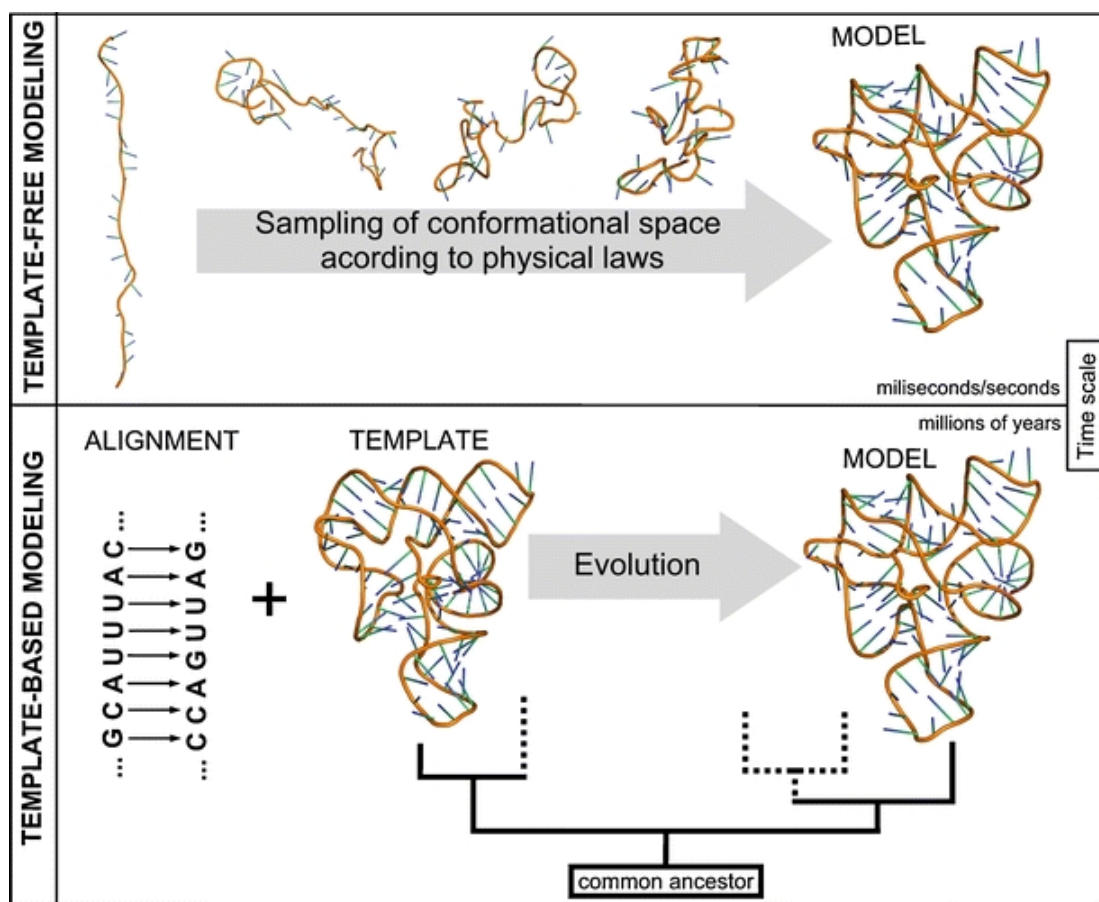 TEMPLATE-FREE MODELING
MODEL
Sampling of conformational space
acording to physical laws
miliseconds/seconds
Time scale
millions of years
TEMPLATE-BASED MODELING
ALIGNMENT
TEMPLATE
MODEL
... ...
C G
A A
U U
U U
U G
A A
C C
G C
... ...
+
Evolution
common ancestor